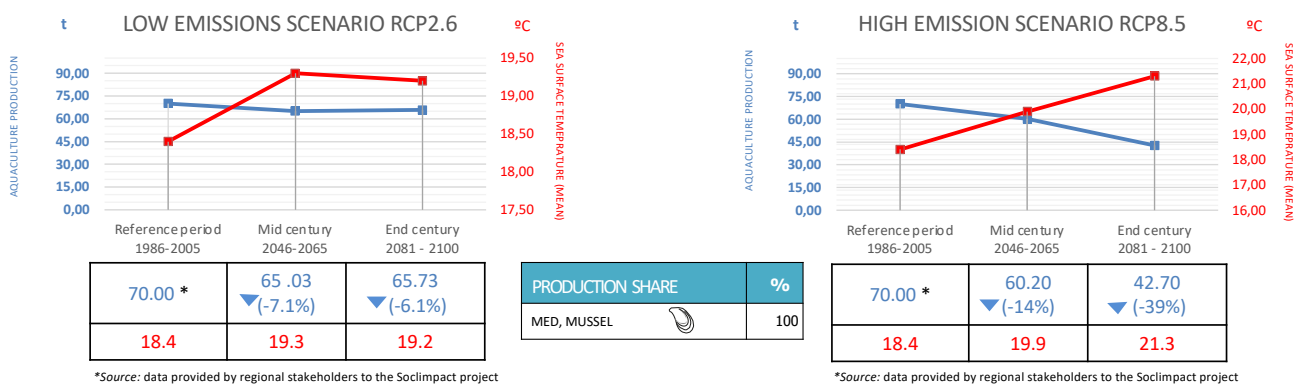 t LOW EMISSIONS SCENARIO RCP2.6 ºC
AQUACULTURE PRODUCTION
90,00
75,00
60,00
45,00
30,00
15,00
0,00
19,50
19,00
18,50
18,00
17,50
SEA SURFACE TEMEPRATURE (MEAN)
Reference period Mid century End century
1986-2005 2046-2065 2081 - 2100
70.00 * 65 .03 65.73
(-7.1%) (-6.1%)
18.4 19.3 19.2
*Source: data provided by regional stakeholders to the Soclimpact project
PRODUCTION SHARE %
MED, MUSSEL 100
t HIGH EMISSION SCENARIO RCP8.5 ºC
AQUACULTURE PRODUCTION
90,00
75,00
60,00
45,00
30,00
15,00
0,00
22,00
21,00
20,00
19,00
18,00
17,00
16,00
SEA SURFACE TEMEPRATURE (MEAN)
Reference period Mid century End century
1986-2005 2046-2065 2081 - 2100
70.00 * 60.20 42.70
(-14%) (-39%)
18.4 19.9 21.3
*Source: data provided by regional stakeholders to the Soclimpact project